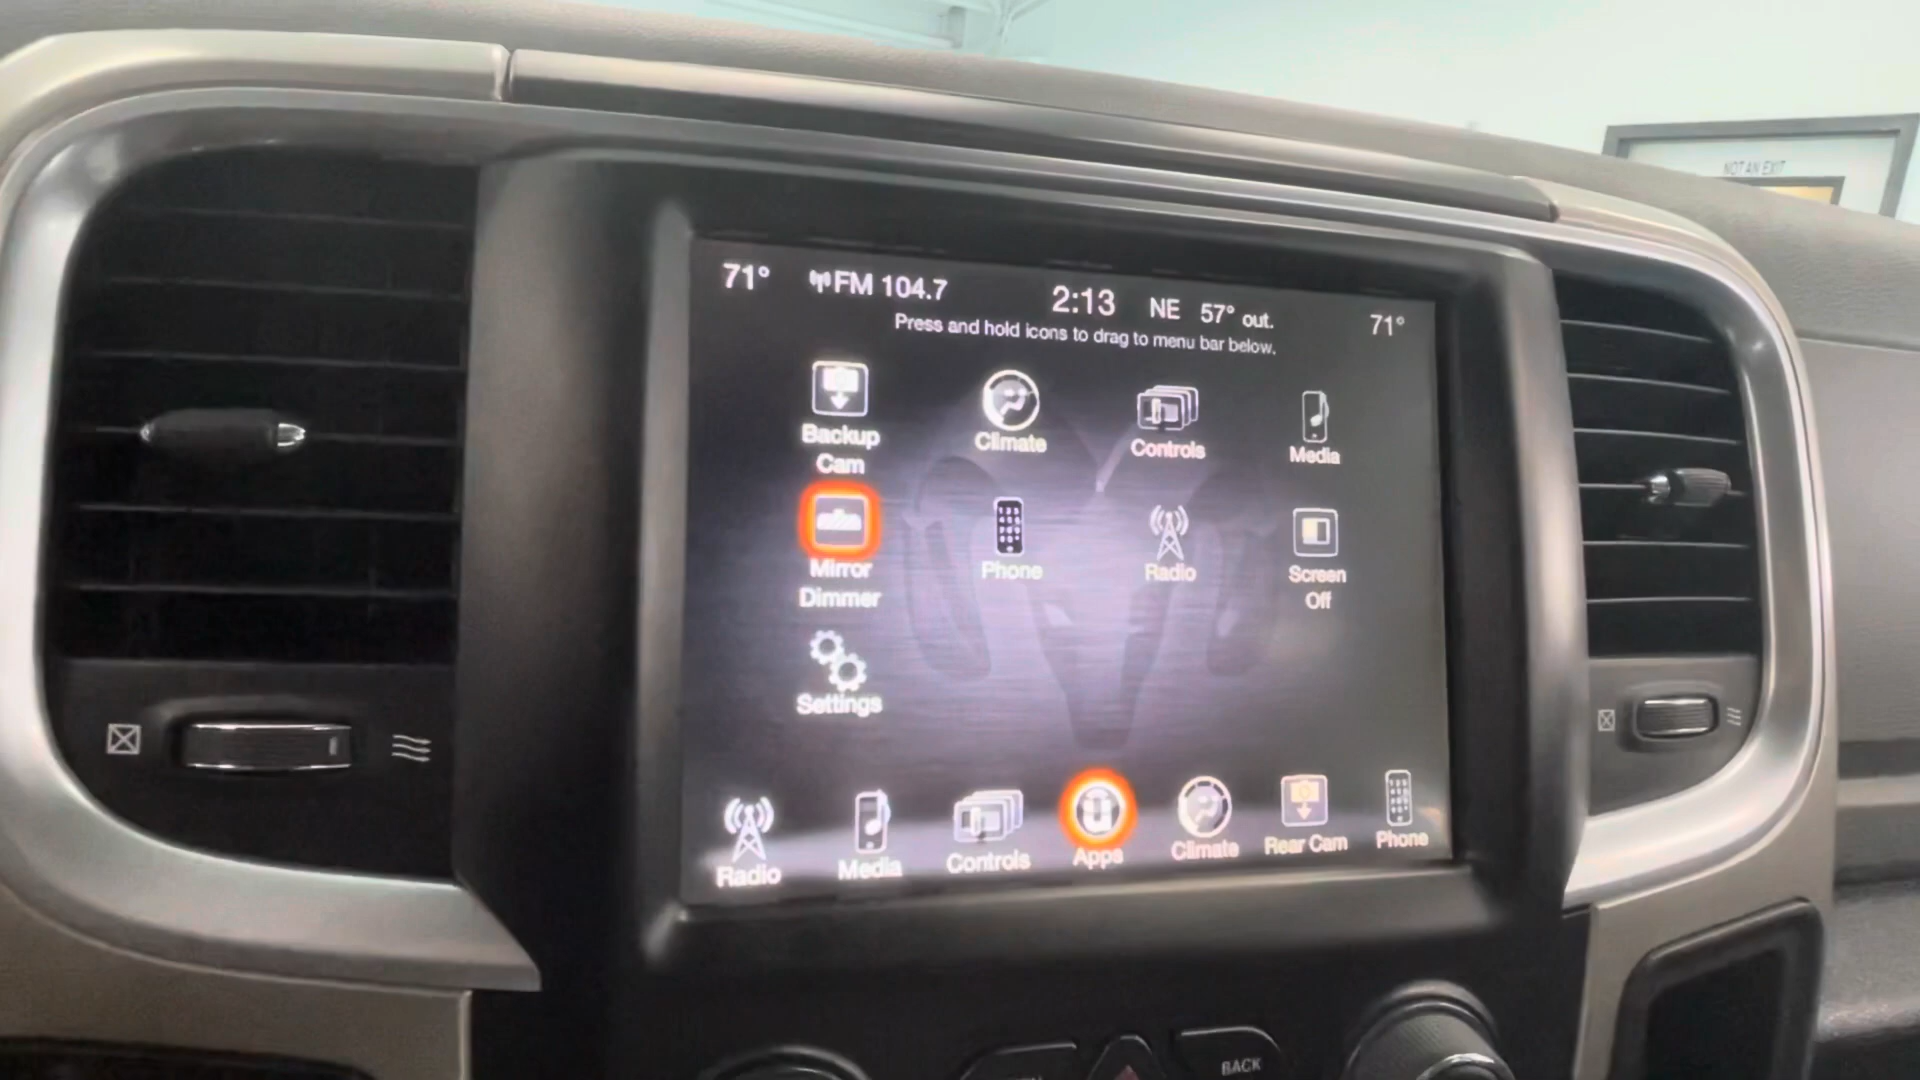 NOT AN EXIT
71° FM 104.7 2:13 NE 57° out. 71°
Press and hold icons to drag to menu bar below.
Backup Cam
Climate
Controls
Media
Mirror Dimmer
Phone
Radio
Screen Off
Settings
Radio
Media
Controls
Apps
Climate
Rear Cam
Phone
BACK